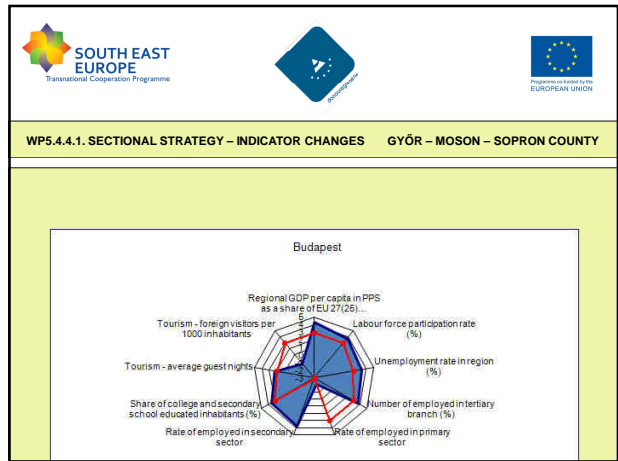 SOUTH EAST
EUROPE
Transnational Cooperation Programme
donauregionen+
Programme co-funded by the
EUROPEAN UNION
WP5.4.4.1. SECTIONAL STRATEGY – INDICATOR CHANGES GYŐR – MOSON – SOPRON COUNTY
Budapest
Regional GDP per capita in PPS
as a share of EU 27(25)...
Tourism - foreign visitors per
1000 inhabitants
Labour force participation rate
(%)
Tourism - average guest nights
Unemployment rate in region
(%)
Share of college and secondary
school educated inhabitants (%)
Number of employed in tertiary
branch (%)
Rate of employed in secondary
sector
Rate of employed in primary
sector